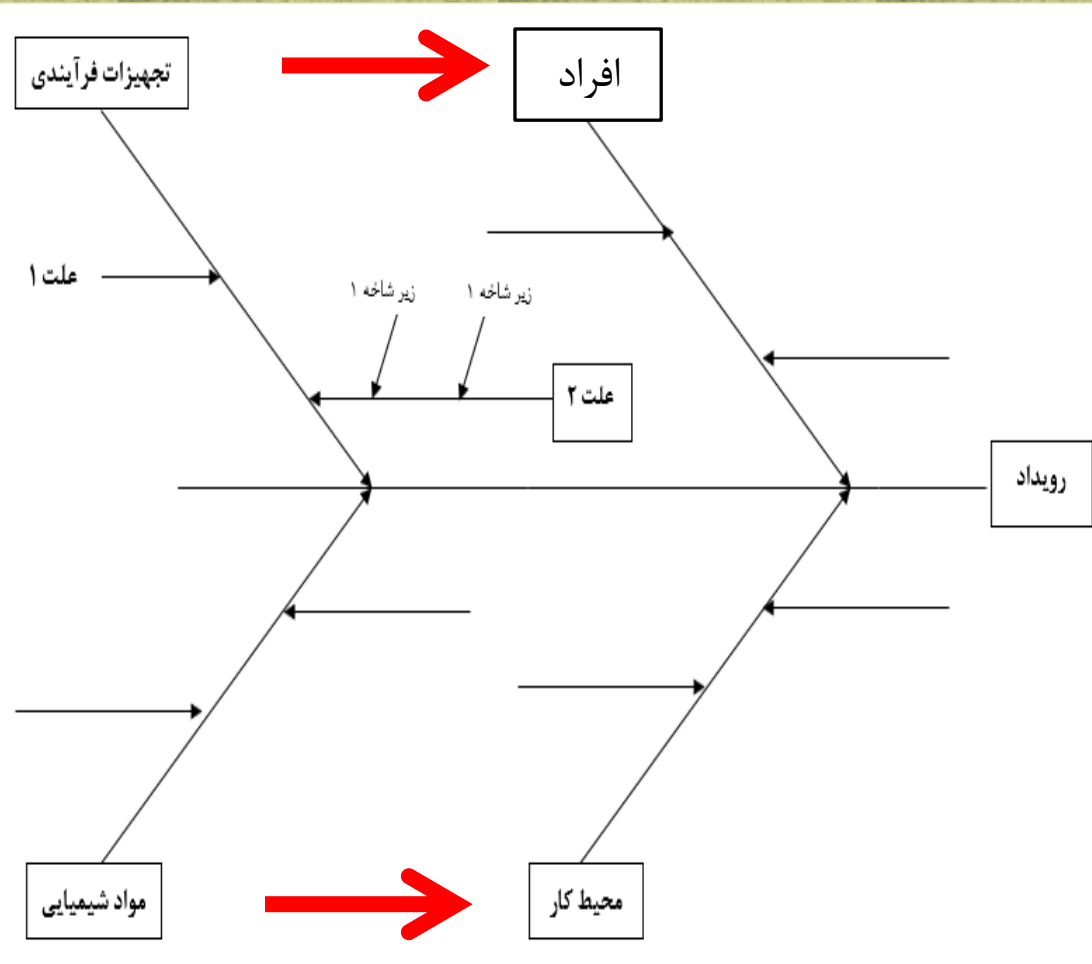 افراد
تجهیزات فرآیندی
علت ۱
زیر شاخه ۱
زیر شاخه ۱
علت ۲
رویداد
محیط کار
مواد شیمیایی